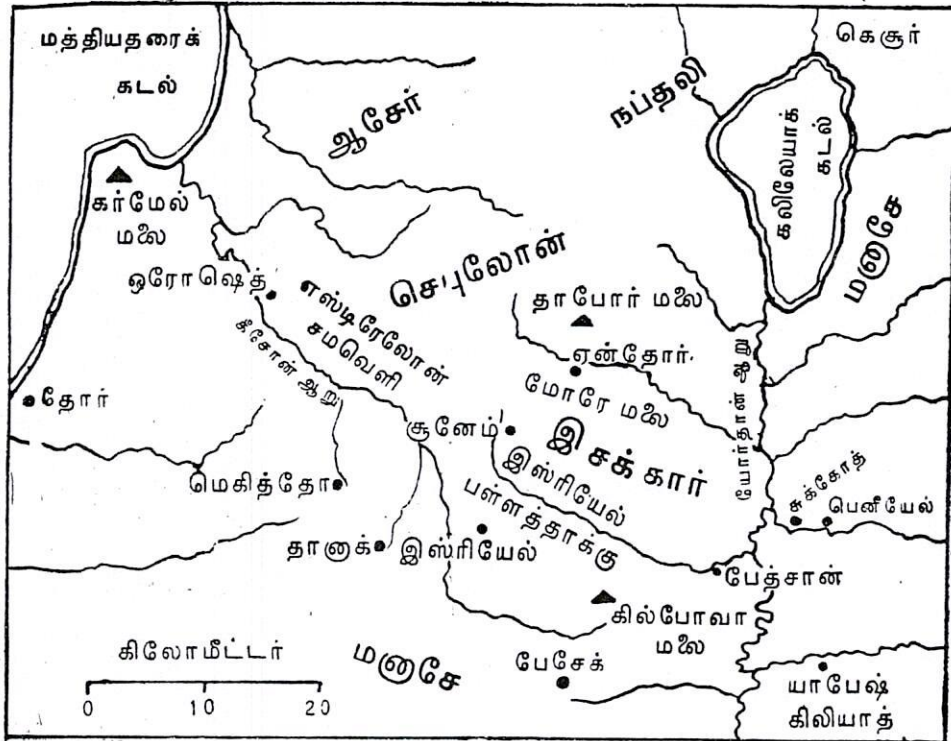 மத்தியதரைக்
கடல்
கெசூர்
நப்தலி
ஆசேர்
கலிலேயாக்
கடல்
கர்மேல்
மலை
மனுசே
செபுலோன்
ஒரோஷெத்
எஸ்டிரேலோன்
சமவெளி
தாபோர் மலை
கீசோன் ஆறு
ஏன்தோர்
மோரே மலை
யோர்தான் ஆறு
தோர்
சூனேம்
இசக்கார்
இஸ்ரியேல்
பள்ளத்தாக்கு
சுக்கோத்
பெனீயேல்
மெகித்தோ
தானாக்
இஸ்ரியேல்
பேத்சான்
கில்போவா
மலை
கிலோமீட்டர்
0 10 20
மனுசே
பேசேக்
யாபேஷ்
கிலியாத்